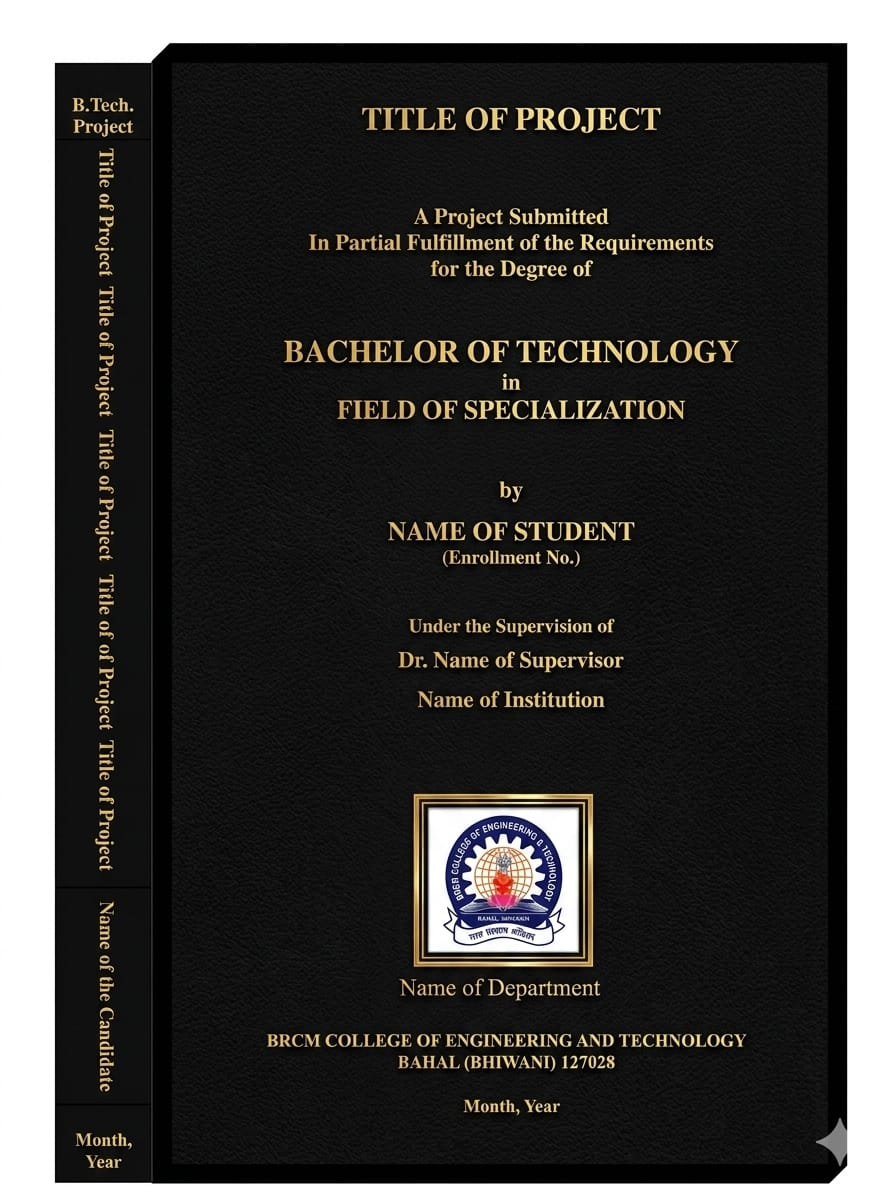 B.Tech.
Project
Title of Project Title of Project Title of Project Title of of Project Title of Project
Name of the Candidate
Month,
Year
TITLE OF PROJECT
A Project Submitted
In Partial Fulfillment of the Requirements
for the Degree of
BACHELOR OF TECHNOLOGY
in
FIELD OF SPECIALIZATION
by
NAME OF STUDENT
(Enrollment No.)
Under the Supervision of
Dr. Name of Supervisor
Name of Institution
COLLEGE OF ENGINEERING &
Name of Department
BRCM COLLEGE OF ENGINEERING AND TECHNOLOGY
BAHAL (BHIWANI) 127028
Month, Year